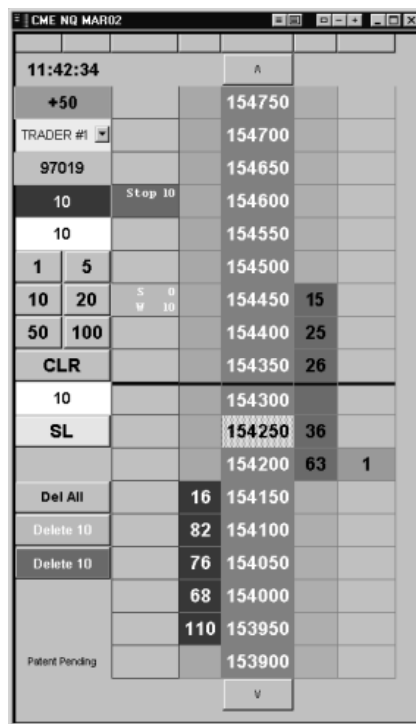 CME NQ MAR02
11:42:34 ∧
+50 154750
TRADER #1 154700
97019 154650
10 Stop 10 154600
10 154550
1 5 154500
10 20 S 0 W 10 154450 15
50 100 154400 25
CLR 154350 26
10 154300
SL 154250 36
154200 63 1
Del All 16 154150
Delete 10 82 154100
Delete 10 76 154050
68 154000
110 153950
Patent Pending 153900
V